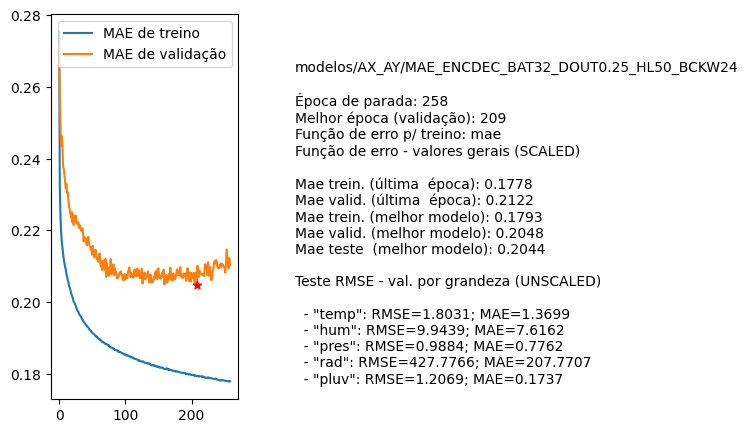 0.28
0.26
0.24
0.22
0.20
0.18
0
100
200
MAE de treino
MAE de validação
modelos/AX_AY/MAE_ENCDEC_BAT32_DOUT0.25_HL50_BCKW24
Época de parada: 258
Melhor época (validação): 209
Função de erro p/ treino: mae
Função de erro - valores gerais (SCALED)
Mae trein. (última  época): 0.1778
Mae valid. (última  época): 0.2122
Mae trein. (melhor modelo): 0.1793
Mae valid. (melhor modelo): 0.2048
Mae teste  (melhor modelo): 0.2044
Teste RMSE - val. por grandeza (UNSCALED)
- "temp": RMSE=1.8031; MAE=1.3699
- "hum": RMSE=9.9439; MAE=7.6162
- "pres": RMSE=0.9884; MAE=0.7762
- "rad": RMSE=427.7766; MAE=207.7707
- "pluv": RMSE=1.2069; MAE=0.1737